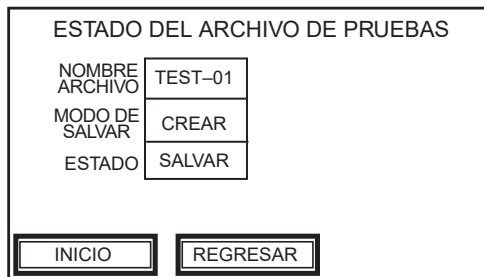 ESTADO DEL ARCHIVO DE PRUEBAS
NOMBRE
ARCHIVO
TEST–01
MODO DE
SALVAR
CREAR
ESTADO
SALVAR
INICIO
REGRESAR